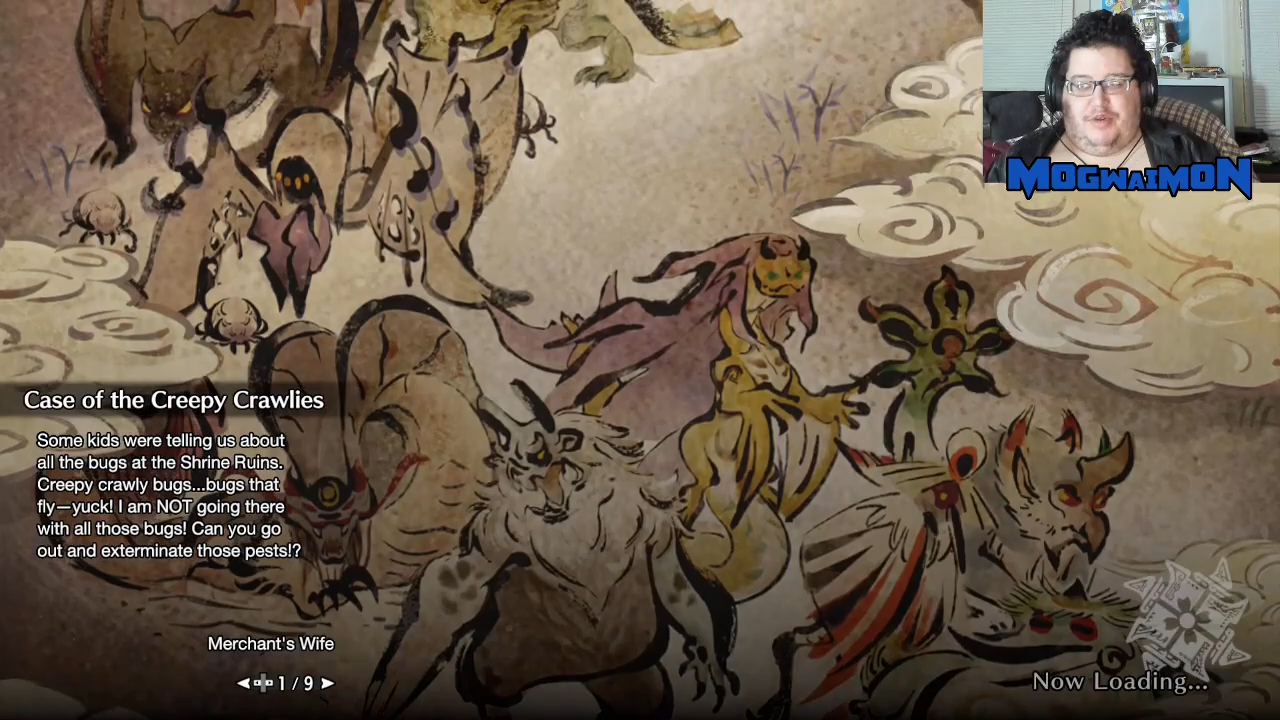 MOGWAIMON
Case of the Creepy Crawlies
Some kids were telling us about
all the bugs at the Shrine Ruins.
Creepy crawly bugs...bugs that
fly—yuck! I am NOT going there
with all those bugs! Can you go
out and exterminate those pests!?
Merchant's Wife
1 / 9
Now Loading...